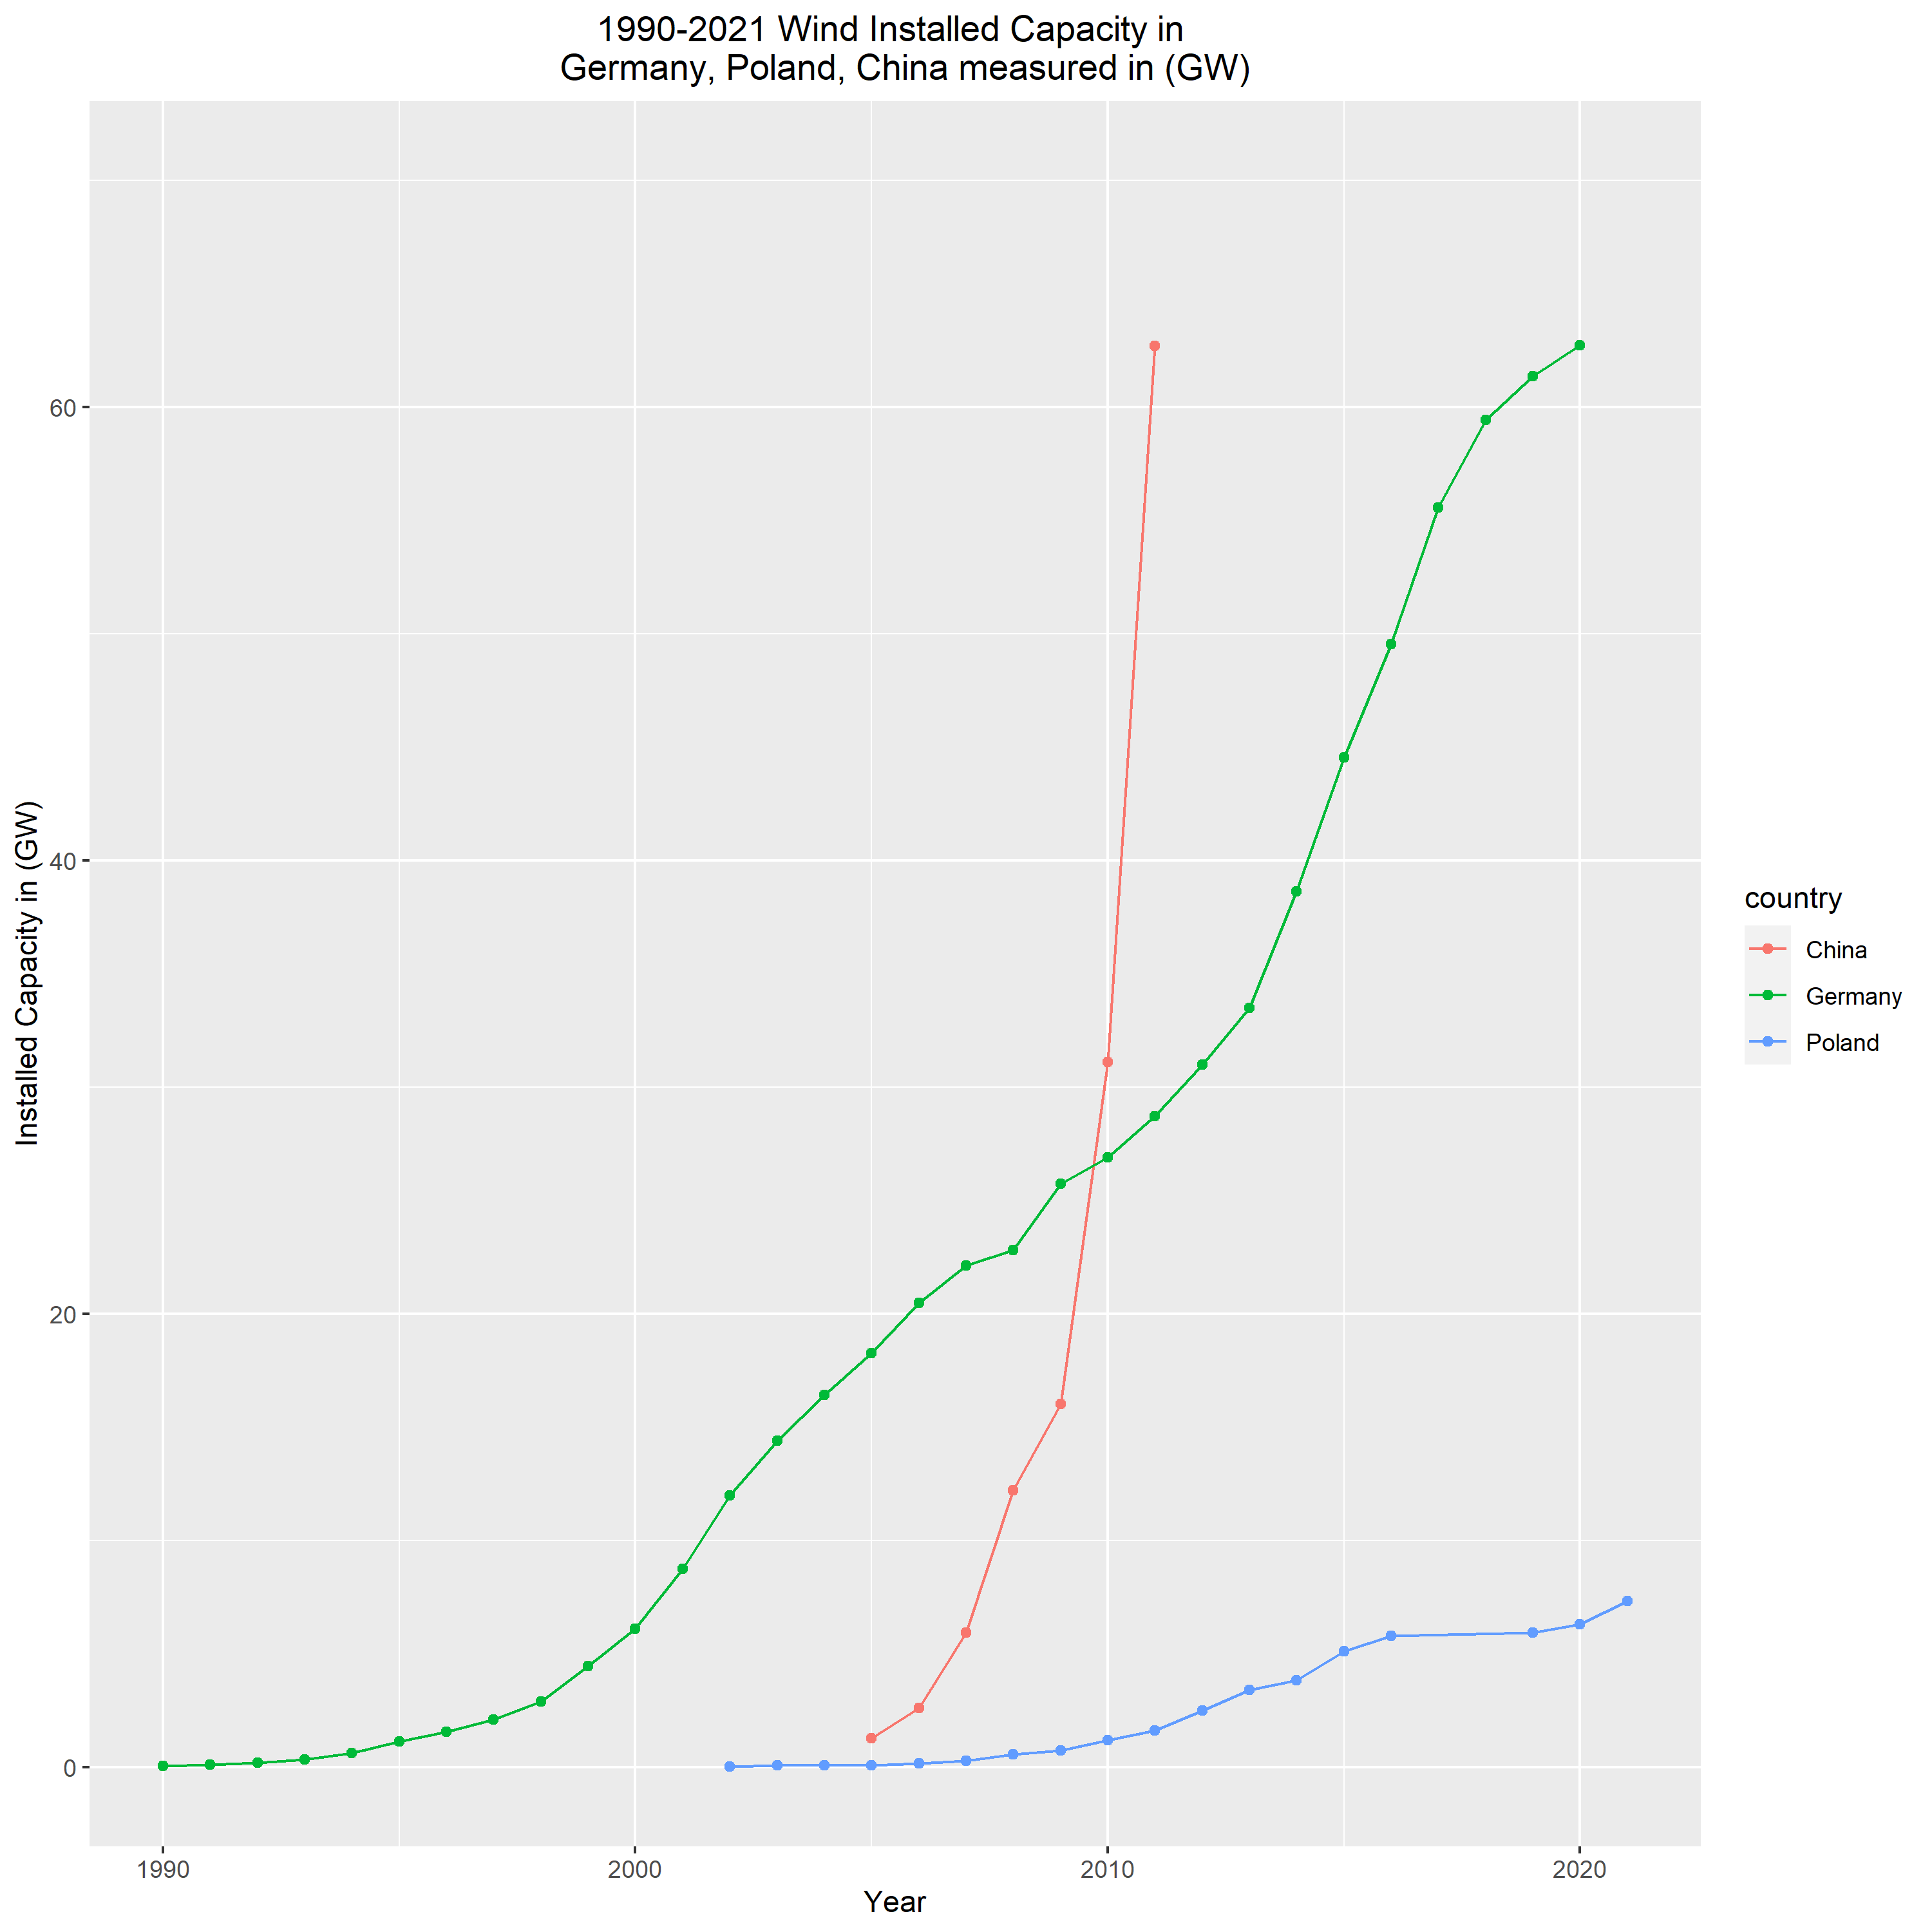 1990-2021 Wind Installed Capacity in
Germany, Poland, China measured in (GW)
Installed Capacity in (GW)
60
40
20
0
1990
2000
2010
2020
Year
country
China
Germany
Poland